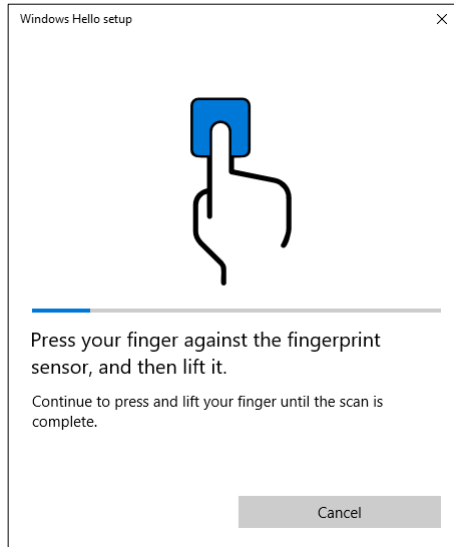 Windows Hello setup
Press your finger against the fingerprint
sensor, and then lift it.
Continue to press and lift your finger until the scan is
complete.
Cancel